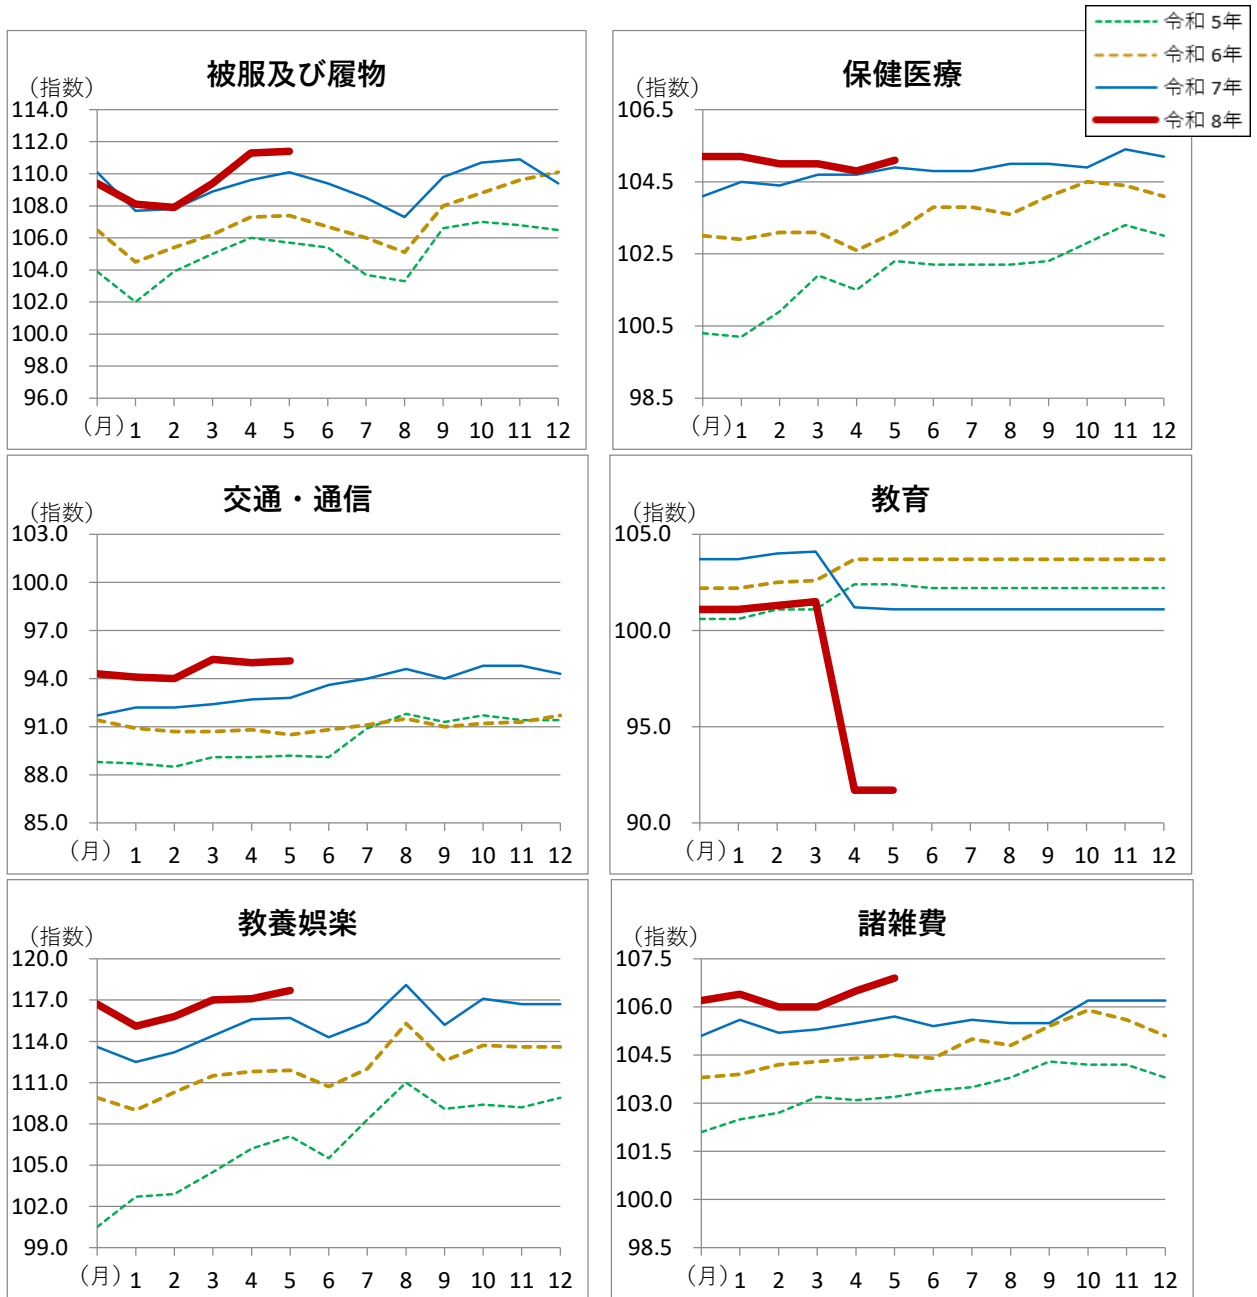 令和 5年
令和 6年
令和 7年
令和 8年
被服及び履物
（指数）
114.0
112.0
110.0
108.0
106.0
104.0
102.0
100.0
98.0
96.0
（月） 1 2 3 4 5 6 7 8 9 10 11 12
保健医療
（指数）
106.5
104.5
102.5
100.5
98.5
（月） 1 2 3 4 5 6 7 8 9 10 11 12
交通・通信
（指数）
103.0
100.0
97.0
94.0
91.0
88.0
85.0
（月） 1 2 3 4 5 6 7 8 9 10 11 12
教育
（指数）
105.0
100.0
95.0
90.0
（月） 1 2 3 4 5 6 7 8 9 10 11 12
教養娯楽
（指数）
120.0
117.0
114.0
111.0
108.0
105.0
102.0
99.0
（月） 1 2 3 4 5 6 7 8 9 10 11 12
諸雑費
（指数）
107.5
106.0
104.5
103.0
101.5
100.0
98.5
（月） 1 2 3 4 5 6 7 8 9 10 11 12